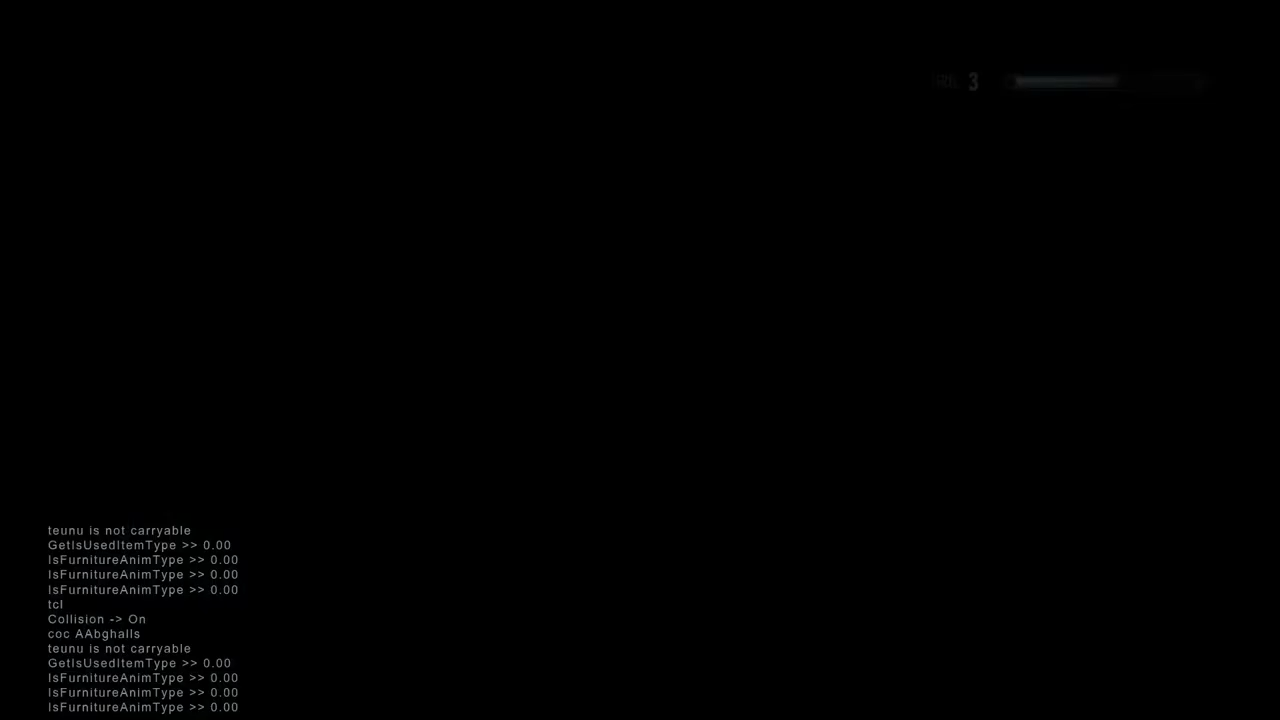 3
teunu is not carryable
GetIsUsedItemType >> 0.00
IsFurnitureAnimType >> 0.00
IsFurnitureAnimType >> 0.00
IsFurnitureAnimType >> 0.00
tcl
Collision -> On
coc AAbghalls
teunu is not carryable
GetIsUsedItemType >> 0.00
IsFurnitureAnimType >> 0.00
IsFurnitureAnimType >> 0.00
IsFurnitureAnimType >> 0.00